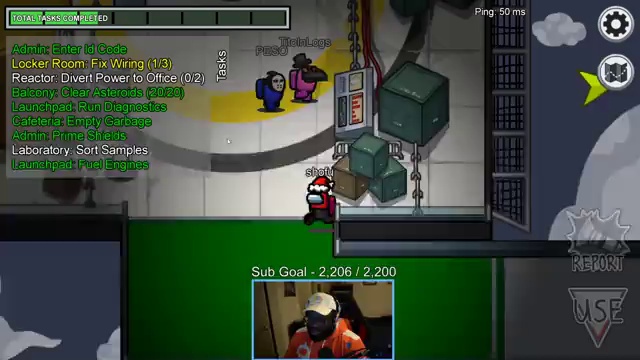 TOTAL TASKS COMPLETED
Ping: 50 ms
Admin: Enter Id Code
Locker Room: Fix Wiring (1/3)
Reactor: Divert Power to Office (0/2)
Balcony: Clear Asteroids (20/20)
Launchpad: Run Diagnostics
Cafeteria: Empty Garbage
Admin: Prime Shields
Laboratory: Sort Samples
Launchpad: Fuel Engines
Tasks
TitoInLogs
PESO
shofu
REPORT
USE
Sub Goal - 2,206 / 2,200